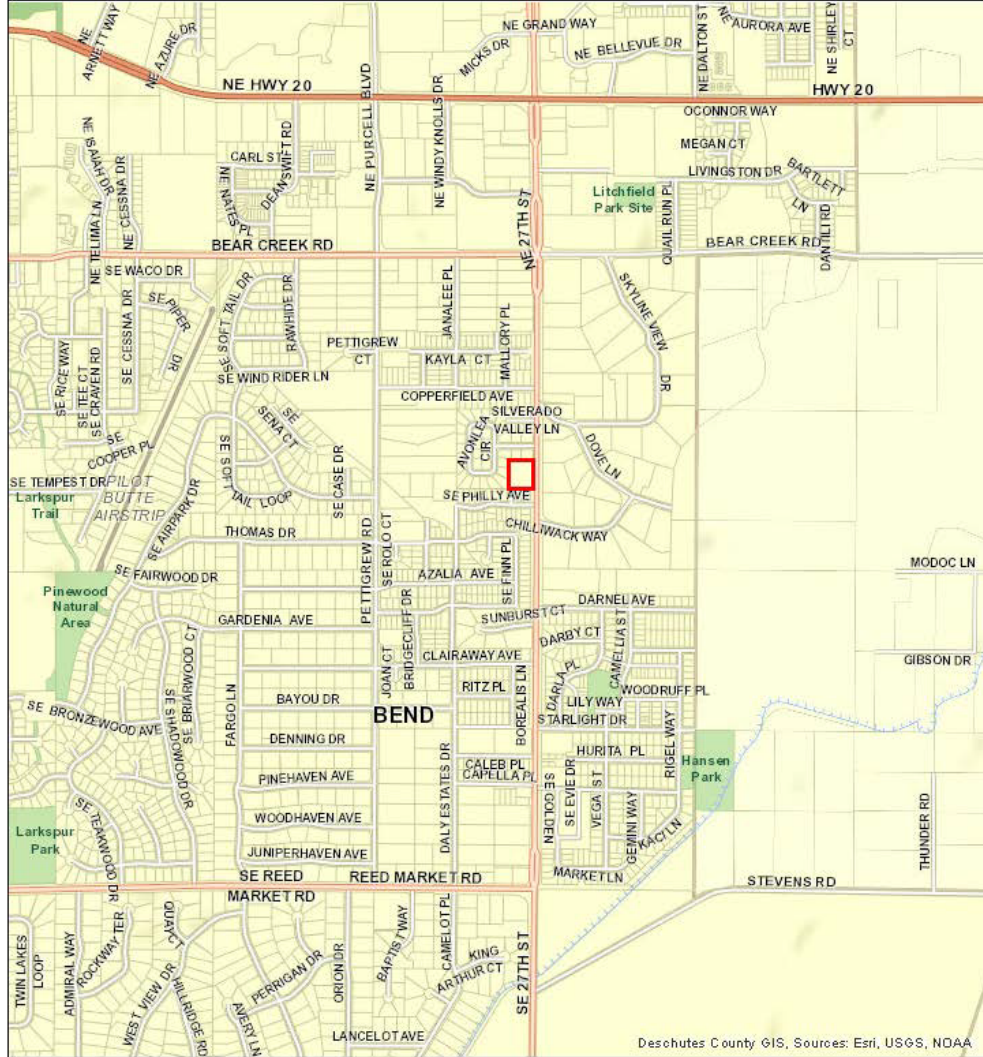 NE GRAND WAY
NE AURORA AVE
NE ARNETT WAY
NE AZURE DR
MICKS DR
NE BELLEVUE DR
NE DALTON ST
NE SHIRLEY CT
NE HWY 20
HWY 20
NE PURCELL BLVD
NE WINDY KNOLLS DR
OCONNOR WAY
MEGAN CT
CARL ST
DEAN SWIFT RD
NE NATES PL
NE ISAIAH DR
NE CESSNA DR
NE TELIMA LN
LIVINGSTON DR
BARTLETT LN
Litchfield
Park Site
QUAIL RUN PL
DANTILI RD
NE 27TH ST
BEAR CREEK RD
BEAR CREEK RD
SE WACO DR
SE PIPER DR
SE CESSNA DR
SE SOFT TAIL DR
RAWHIDE DR
JANALEE PL
MALLORY PL
SKYLINE VIEW DR
PETTIGREW CT
KAYLA CT
SE RICEWAY
SE TEE CT
SE CRAVEN RD
SE WIND RIDER LN
COPPERFIELD AVE
SILVERADO
VALLEY LN
SE SENA CT
AVONLEA CIR
DOVE LN
SE COOPER PL
SE TEMPEST DR
PILOT
BUTTE
AIRSTRIP
SE SOFT TAIL LOOP
SE CASE DR
SE PHILLY AVE
Larkspur
Trail
SE AIRPARK DR
THOMAS DR
PETTIGREW RD
SE ROLO CT
CHILLIWACK WAY
SE FAIRWOOD DR
AZALIA AVE
SE FINN PL
MODOC LN
Pinewood
Natural
Area
GARDENIA AVE
BRIDGECLIFF DR
SUNBURST CT
DARNEL AVE
DARBY CT
CAMELLIA ST
CLAIRAWAY AVE
GIBSON DR
SE BRIARWOOD CT
JOAN CT
RITZ PL
BOREALIS LN
DARLA PL
WOODRUFF PL
LILY WAY
SE BRONZEWOOD AVE
SE SHADOWOOD DR
FARGO LN
BAYOU DR
BEND
STARLIGHT DR
DENNING DR
HURITA PL
RIGEL WAY
Hansen
Park
CALEB PL
CAPELLA PL
PINEHAVEN AVE
DALY ESTATES DR
SE GOLDEN
SE EVIE DR
VEGA ST
GEMINI WAY
KACI LN
THUNDER RD
SE TEAKWOOD DR
WOODHAVEN AVE
Larkspur
Park
JUNIPERHAVEN AVE
MARKET LN
SE REED
MARKET RD
REED MARKET RD
STEVENS RD
TWIN LAKES
LOOP
ADMIRAL WAY
ROCKWAY TER
QUAY CT
WEST VIEW DR
HILLRIDGE RD
PERRIGAN DR
AVERY LN
ORION DR
BAPTIST WAY
CAMELOT PL
KING
ARTHUR CT
LANCELOT AVE
SE 27TH ST
Deschutes County GIS, Sources: Esri, USGS, NOAA